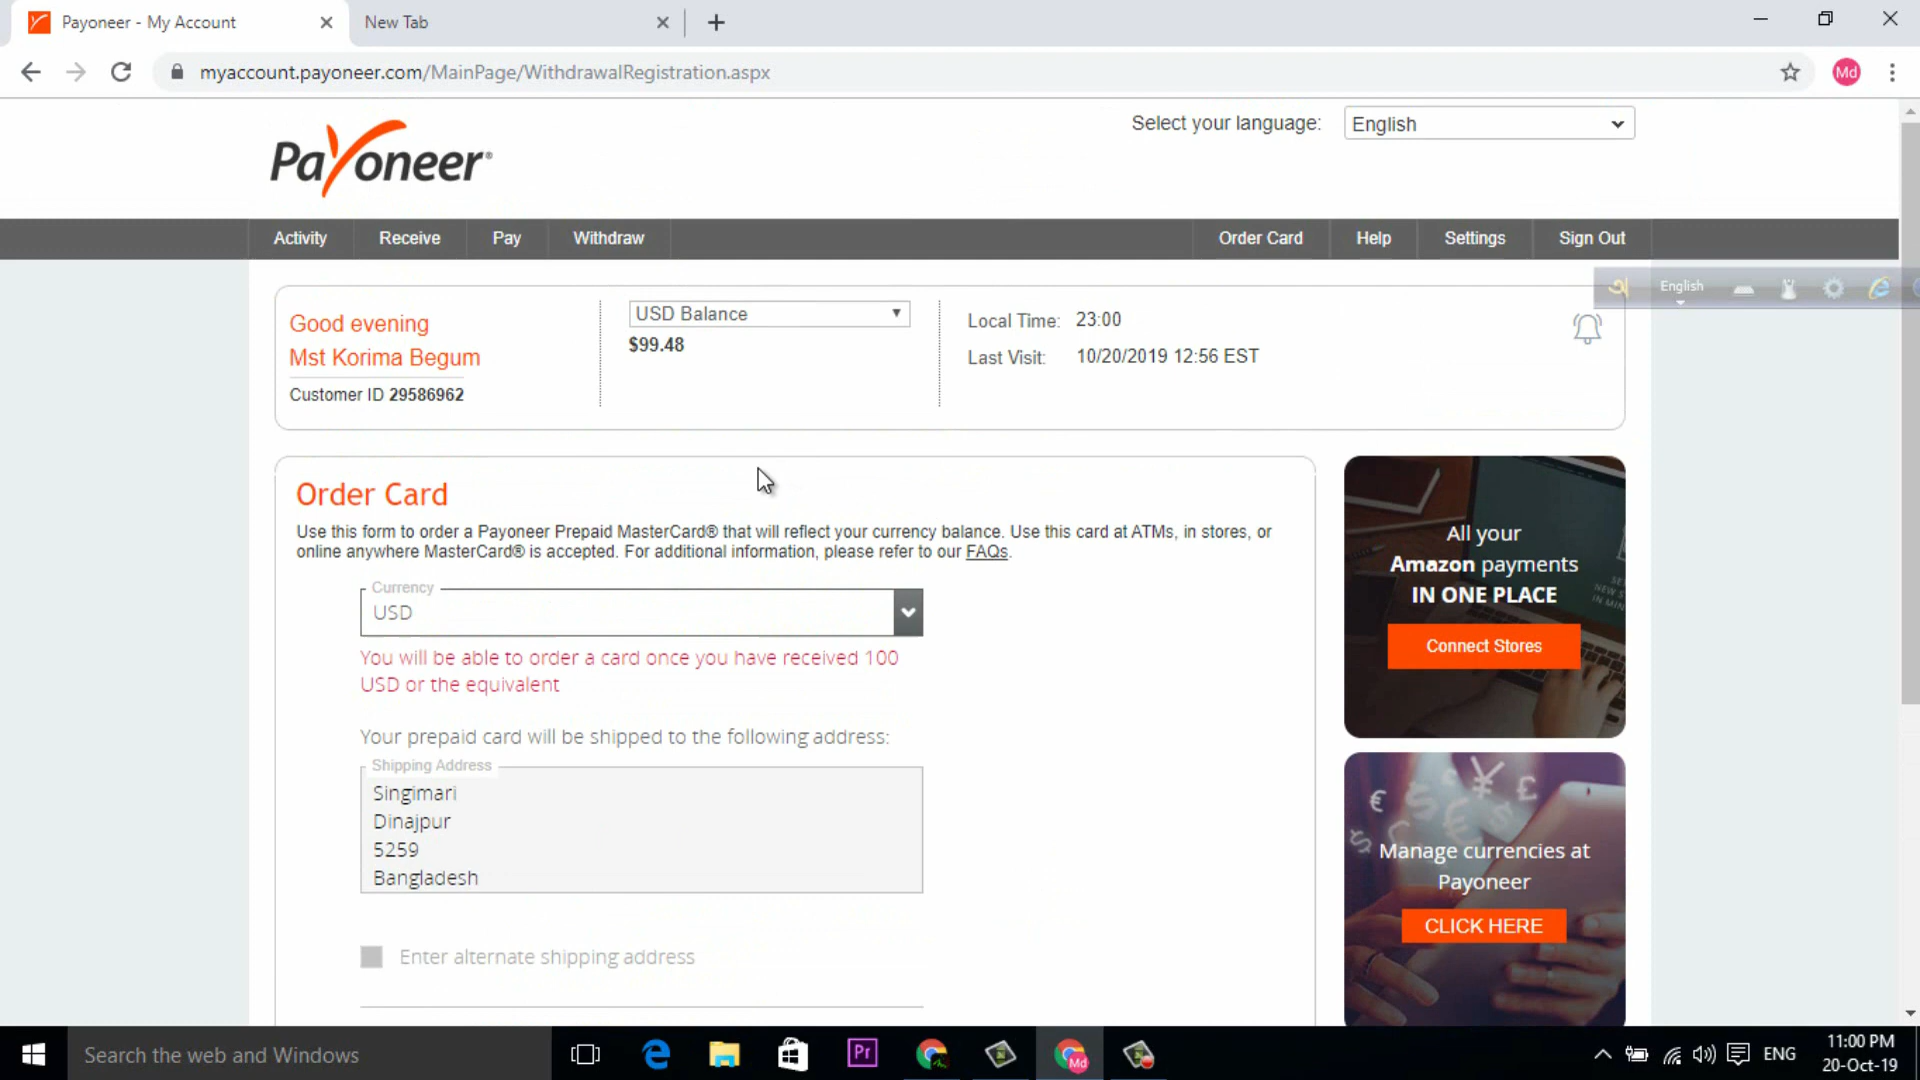 Payoneer - My Account
New Tab
myaccount.payoneer.com/MainPage/WithdrawalRegistration.aspx
Md
Select your language:
English
Payoneer
Activity
Receive
Pay
Withdraw
Order Card
Help
Settings
Sign Out
English
Good evening
Mst Korima Begum
Customer ID 29586962
USD Balance
$99.48
Local Time: 23:00
Last Visit: 10/20/2019 12:56 EST
Order Card
Use this form to order a Payoneer Prepaid MasterCard® that will reflect your currency balance. Use this card at ATMs, in stores, or
online anywhere MasterCard® is accepted. For additional information, please refer to our FAQs.
Currency
USD
You will be able to order a card once you have received 100
USD or the equivalent
Your prepaid card will be shipped to the following address:
Shipping Address
Singimari
Dinajpur
5259
Bangladesh
Enter alternate shipping address
All your
Amazon payments
IN ONE PLACE
Connect Stores
Manage currencies at
Payoneer
CLICK HERE
Search the web and Windows
Pr
Md
ENG
11:00 PM
20-Oct-19